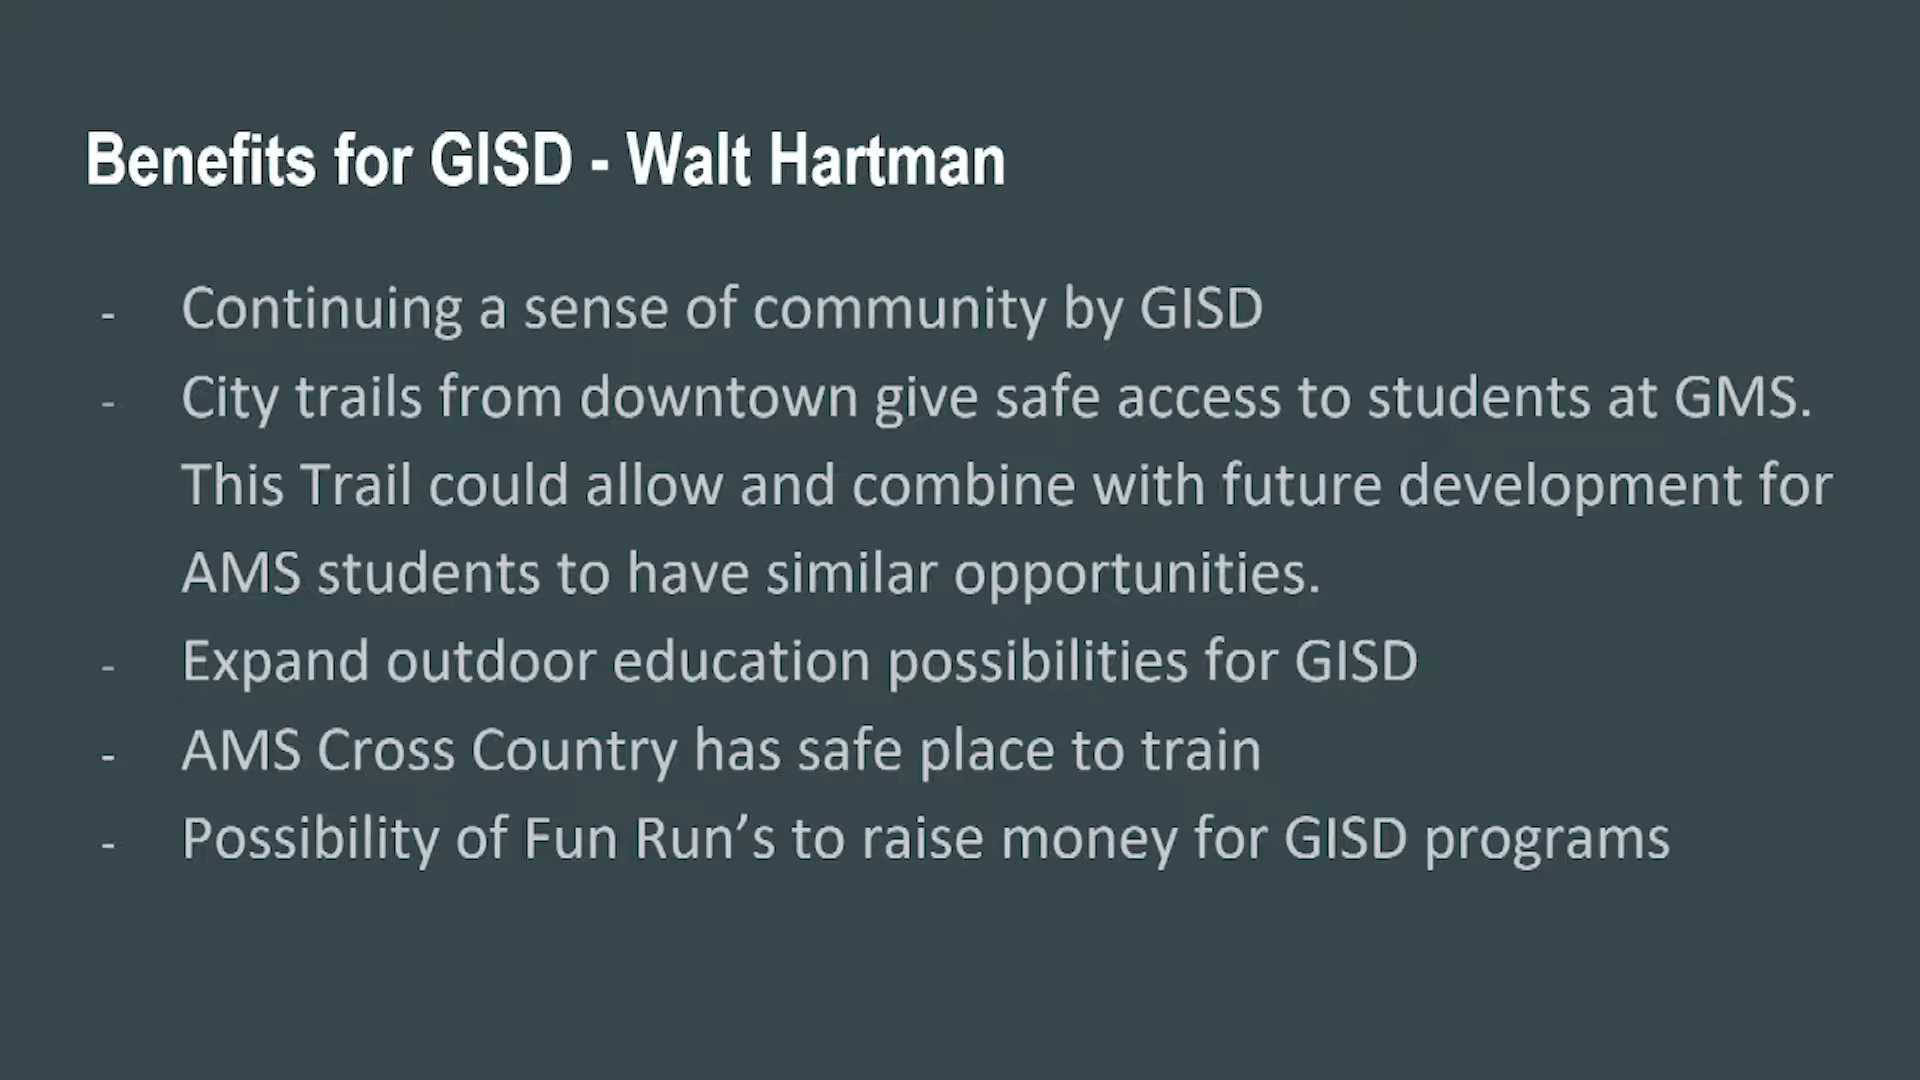 Benefits for GISD - Walt Hartman
- Continuing a sense of community by GISD
- City trails from downtown give safe access to students at GMS.
This Trail could allow and combine with future development for
AMS students to have similar opportunities.
- Expand outdoor education possibilities for GISD
- AMS Cross Country has safe place to train
- Possibility of Fun Run’s to raise money for GISD programs